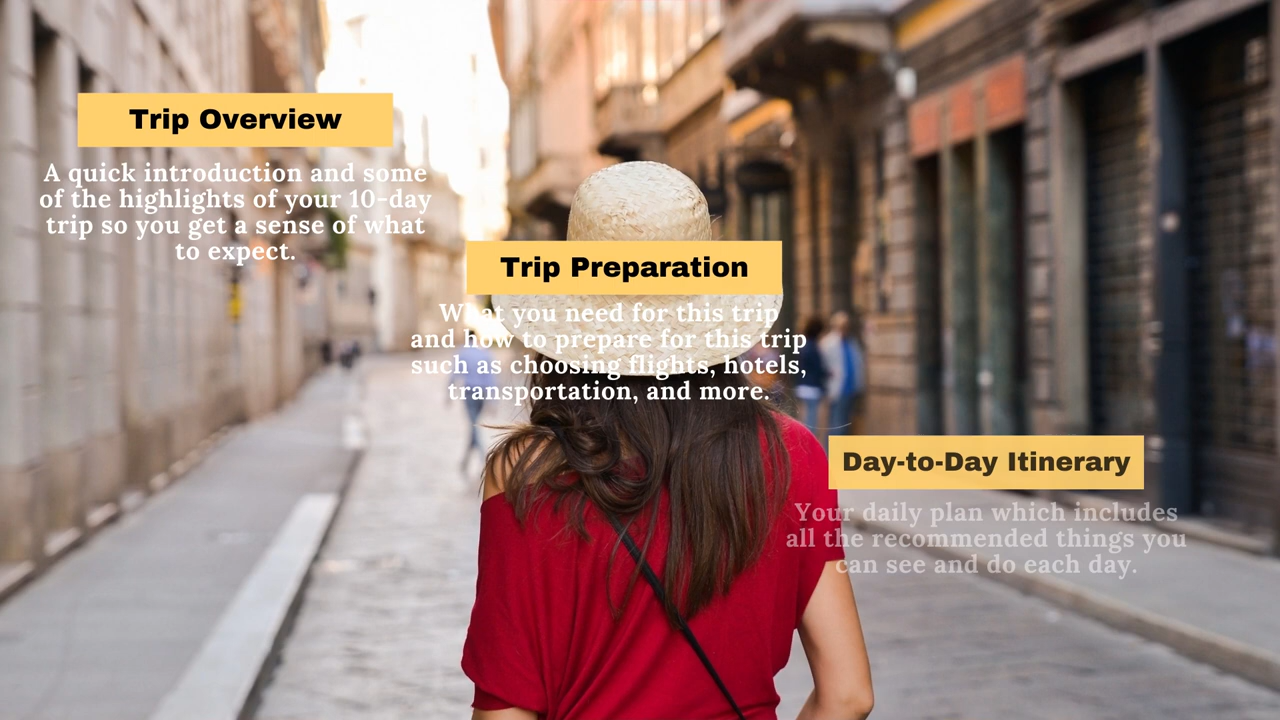 Trip Overview
A quick introduction and some
of the highlights of your 10-day
trip so you get a sense of what
to expect.
Trip Preparation
What you need for this trip
and how to prepare for this trip
such as choosing flights, hotels,
transportation, and more.
Day-to-Day Itinerary
Your daily plan which includes
all the recommended things you
can see and do each day.